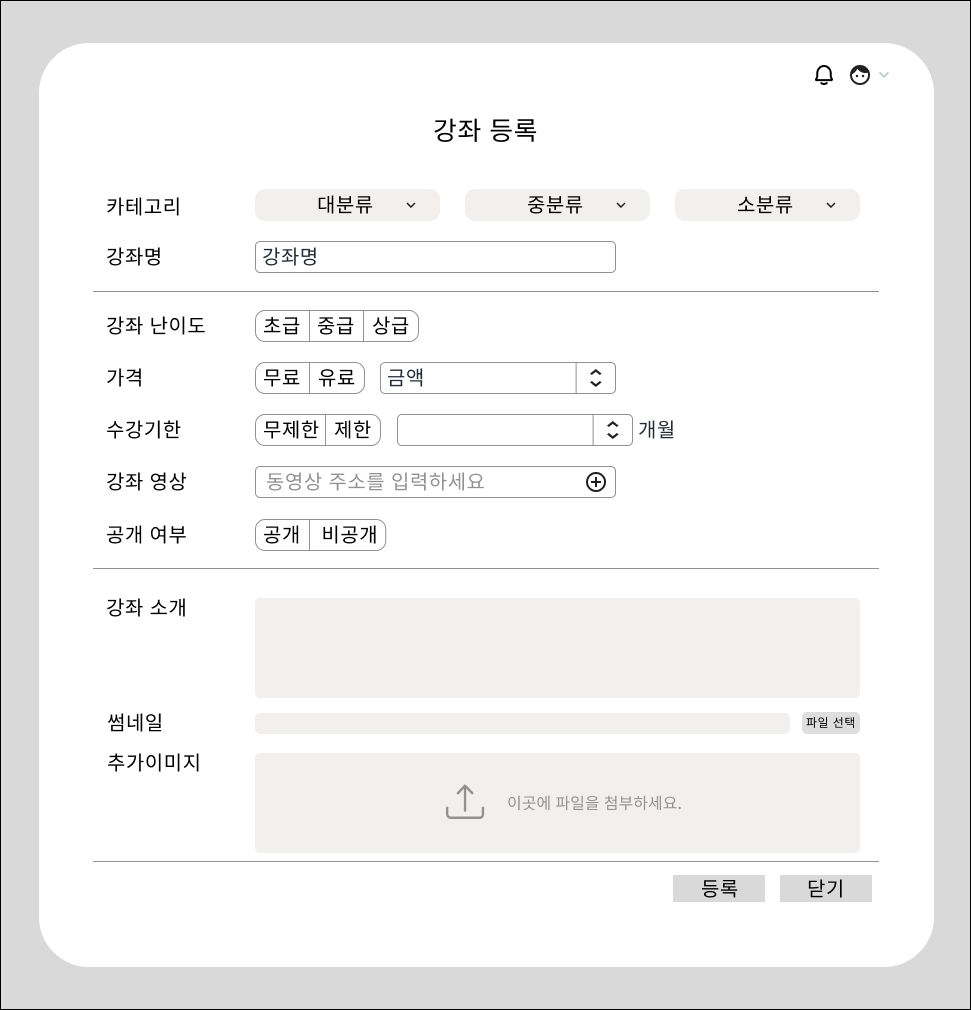 강좌 등록
카테고리 대분류 중분류 소분류
강좌명 강좌명
강좌 난이도 초급 중급 상급
가격 무료 유료 금액
수강기한 무제한 제한 개월
강좌 영상 동영상 주소를 입력하세요
공개 여부 공개 비공개
강좌 소개
썸네일 파일 선택
추가이미지
이곳에 파일을 첨부하세요.
등록 닫기